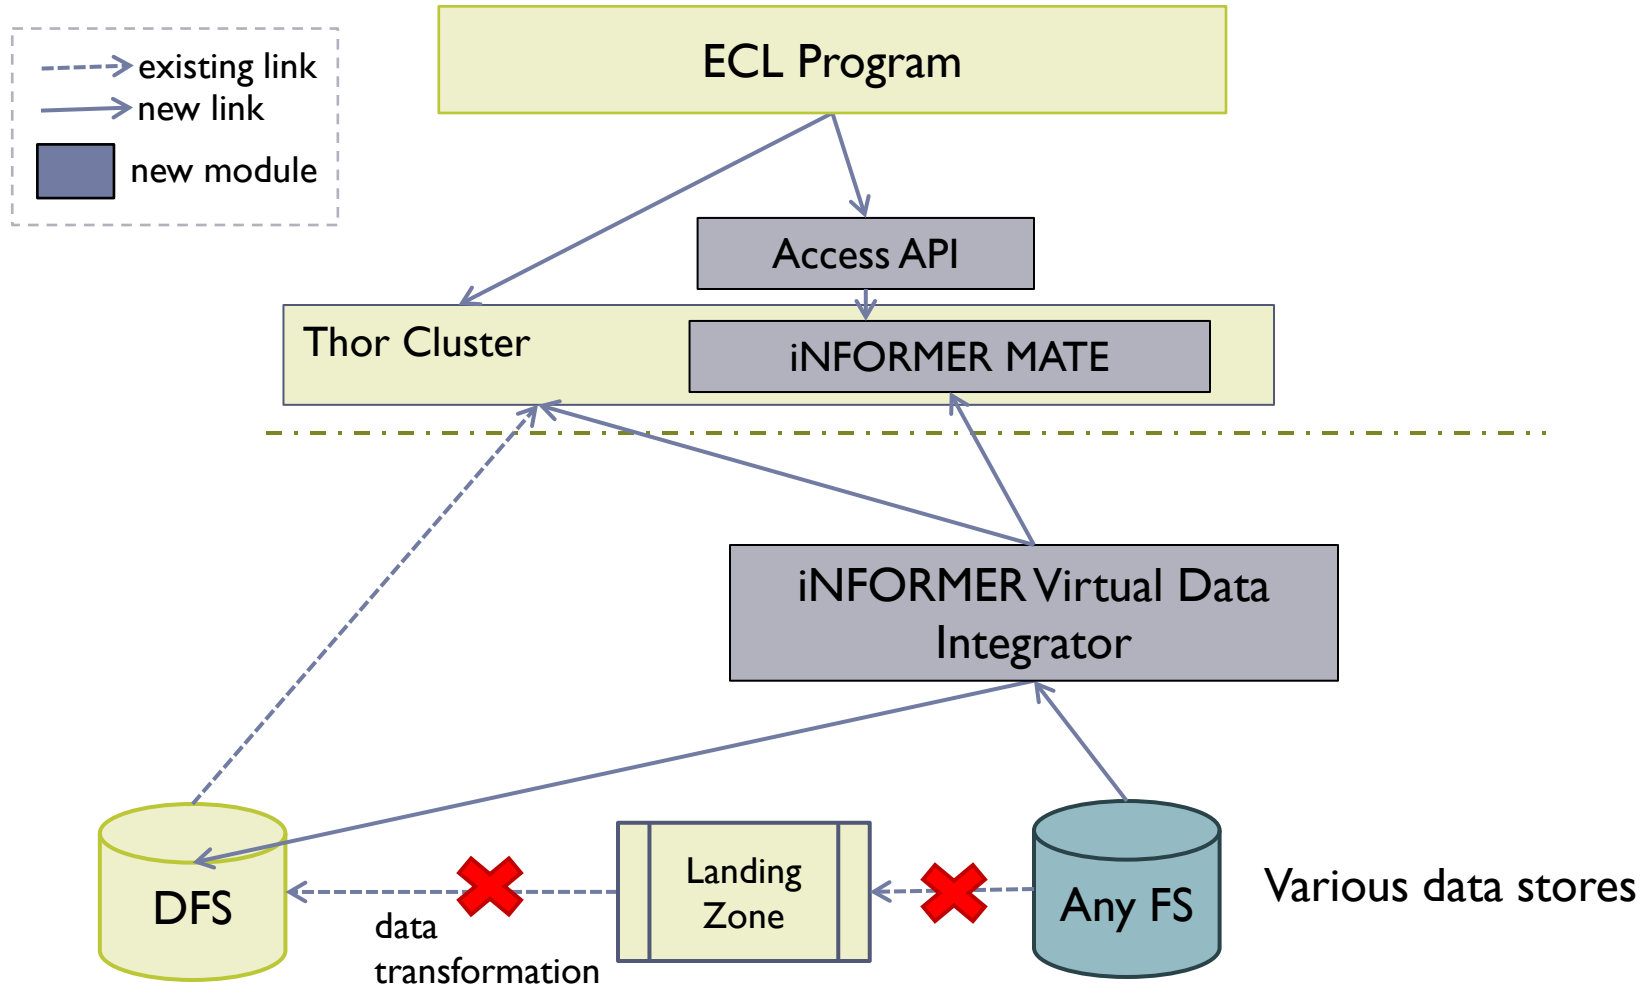 existing link
new link
new module
ECL Program
Access API
Thor Cluster
iNFORMER MATE
iNFORMER Virtual Data
Integrator
DFS
data
transformation
Landing
Zone
Any FS
Various data stores